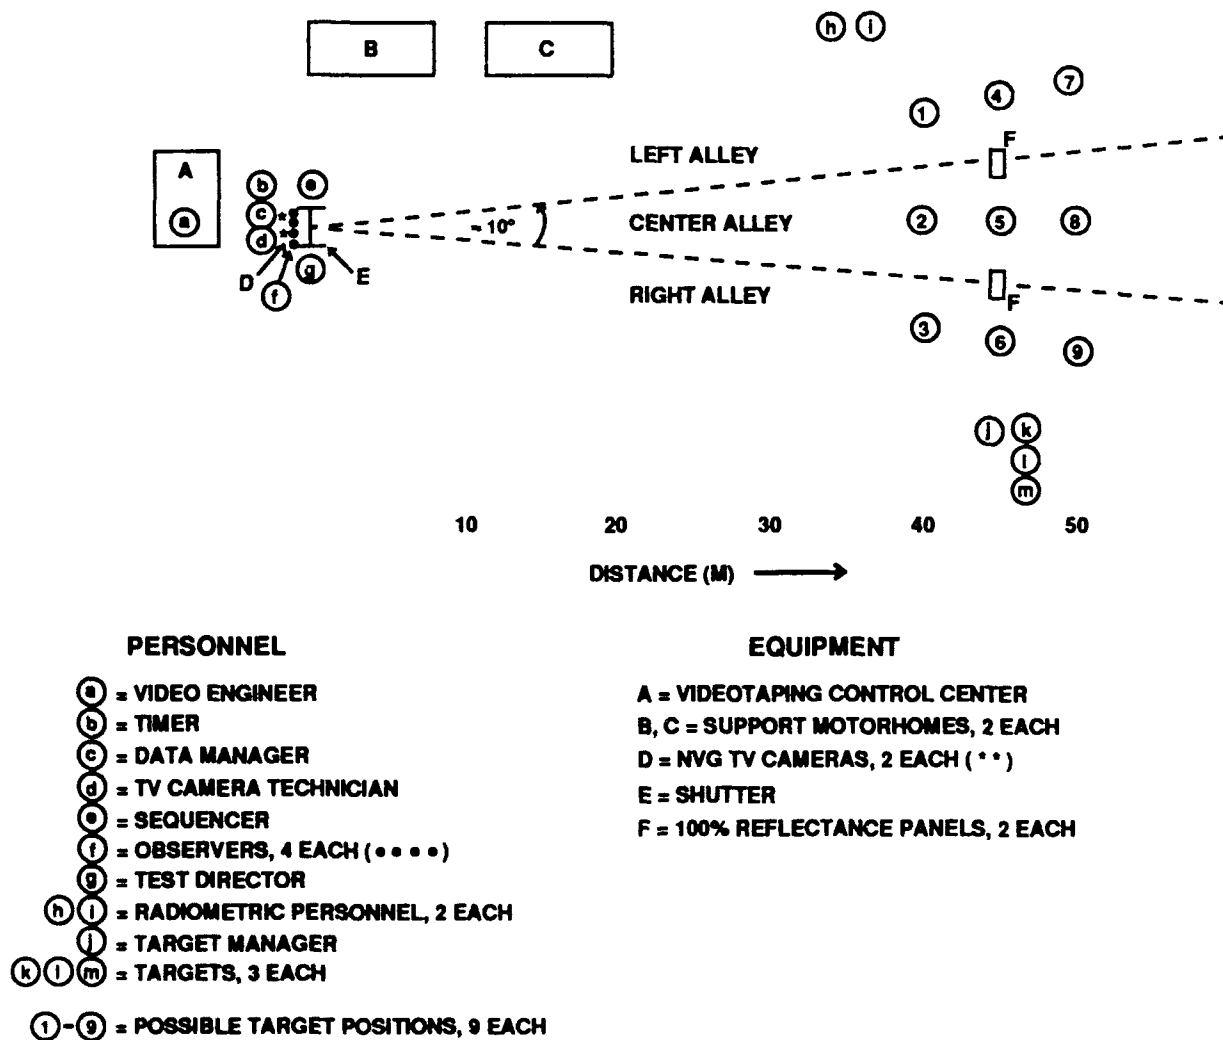 h i
B C
7
4
1
F
A
LEFT ALLEY
b e
c
a
2 5 8
~ 10°
CENTER ALLEY
d
D
g
E
f
RIGHT ALLEY
F
3
6
9
j k
l
m
10 20 30 40 50
DISTANCE (M)
PERSONNEL
a = VIDEO ENGINEER
b = TIMER
c = DATA MANAGER
d = TV CAMERA TECHNICIAN
e = SEQUENCER
f = OBSERVERS, 4 EACH (• • • •)
g = TEST DIRECTOR
h i = RADIOMETRIC PERSONNEL, 2 EACH
j = TARGET MANAGER
k l m = TARGETS, 3 EACH
1 - 9 = POSSIBLE TARGET POSITIONS, 9 EACH
EQUIPMENT
A = VIDEOTAPING CONTROL CENTER
B, C = SUPPORT MOTORHOMES, 2 EACH
D = NVG TV CAMERAS, 2 EACH (* *)
E = SHUTTER
F = 100% REFLECTANCE PANELS, 2 EACH